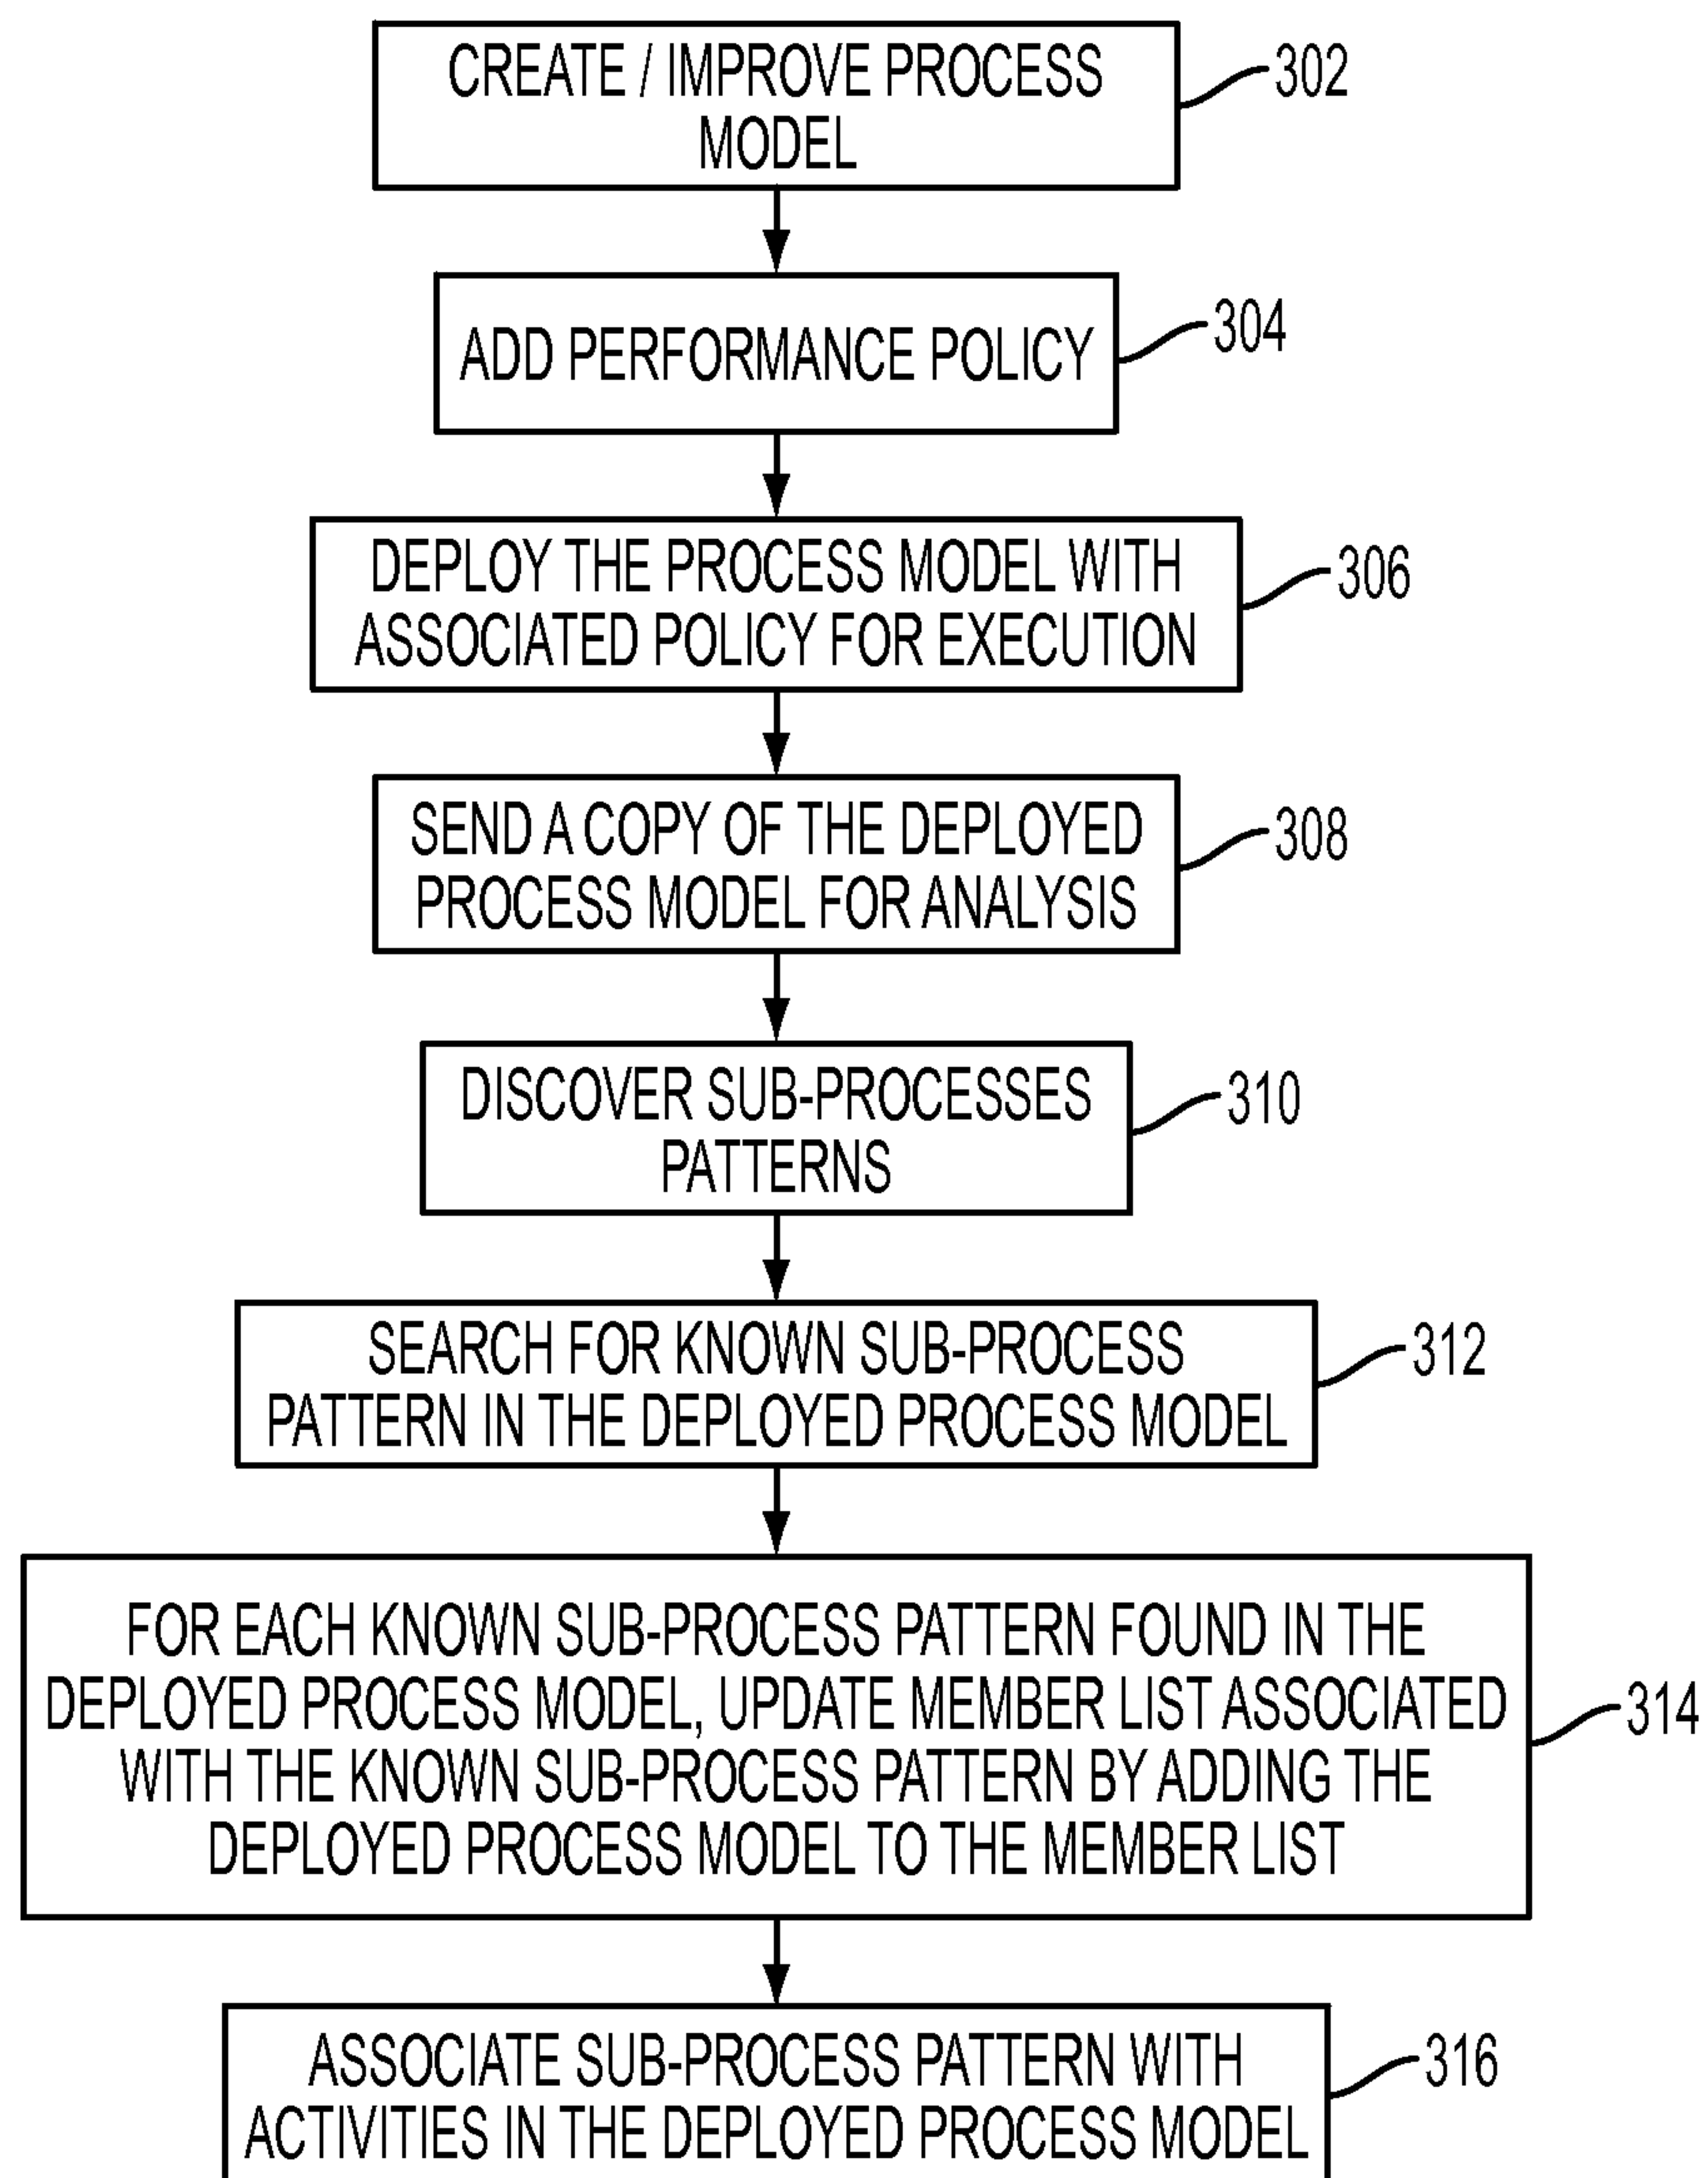 CREATE / IMPROVE PROCESS
MODEL
302
ADD PERFORMANCE POLICY
304
DEPLOY THE PROCESS MODEL WITH
ASSOCIATED POLICY FOR EXECUTION
306
SEND A COPY OF THE DEPLOYED
PROCESS MODEL FOR ANALYSIS
308
DISCOVER SUB-PROCESSES
PATTERNS
310
SEARCH FOR KNOWN SUB-PROCESS
PATTERN IN THE DEPLOYED PROCESS MODEL
312
FOR EACH KNOWN SUB-PROCESS PATTERN FOUND IN THE
DEPLOYED PROCESS MODEL, UPDATE MEMBER LIST ASSOCIATED
WITH THE KNOWN SUB-PROCESS PATTERN BY ADDING THE
DEPLOYED PROCESS MODEL TO THE MEMBER LIST
314
ASSOCIATE SUB-PROCESS PATTERN WITH
ACTIVITIES IN THE DEPLOYED PROCESS MODEL
316